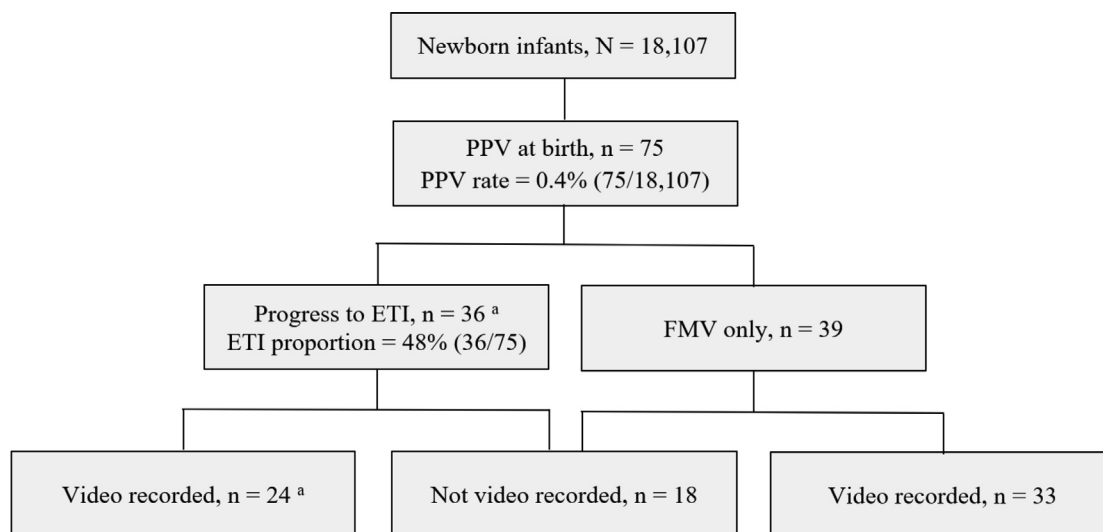 Newborn infants, N = 18,107
PPV at birth, n = 75
PPV rate = 0.4% (75/18,107)
Progress to ETI, n = 36 ᵃ
ETI proportion = 48% (36/75)
FMV only, n = 39
Video recorded, n = 24 ᵃ
Not video recorded, n = 18
Video recorded, n = 33